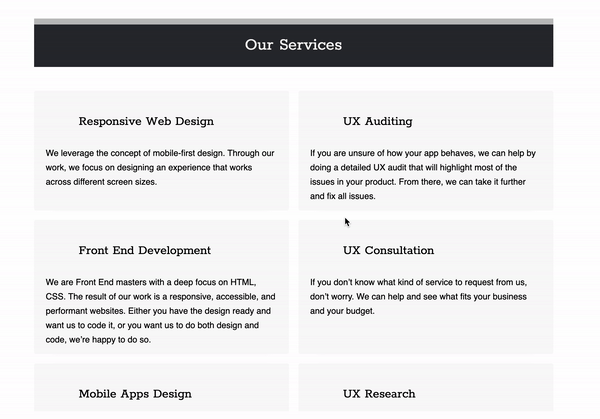 Our Services
Responsive Web Design
We leverage the concept of mobile-first design. Through our
work, we focus on designing an experience that works
across different screen sizes.
UX Auditing
If you are unsure of how your app behaves, we can help by
doing a detailed UX audit that will highlight most of the
issues in your product. From there, we can take it further
and fix all issues.
Front End Development
We are Front End masters with a deep focus on HTML,
CSS. The result of our work is a responsive, accessible, and
performant websites. Either you have the design ready and
want us to code it, or you want us to do both design and
code, we’re happy to do so.
UX Consultation
If you don’t know what kind of service to request from us,
don’t worry. We can help and see what fits your business
and your budget.
Mobile Apps Design
UX Research